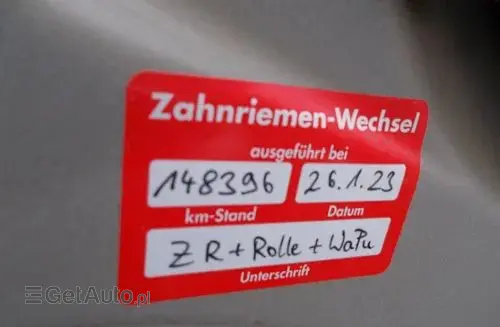 Zahnriemen-Wechsel
ausgeführt bei
148396 26.1.23
km-Stand Datum
ZR + Rolle + WaPu
Unterschrift
GetAuto.pl